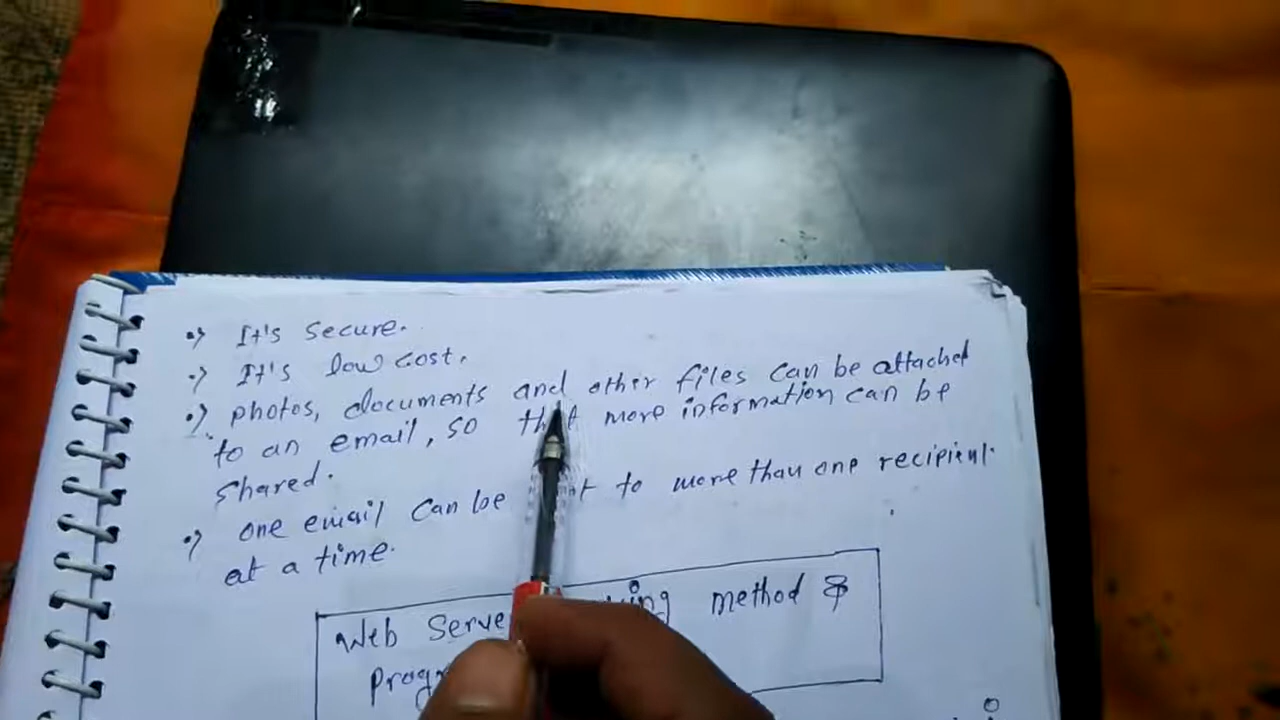 •> It's secure.
•> It's low cost.
•> photos, documents and other files can be attached
to an email, so that more information can be
shared.
•> one email can be to more than one recipient.
at a time.
Web method &